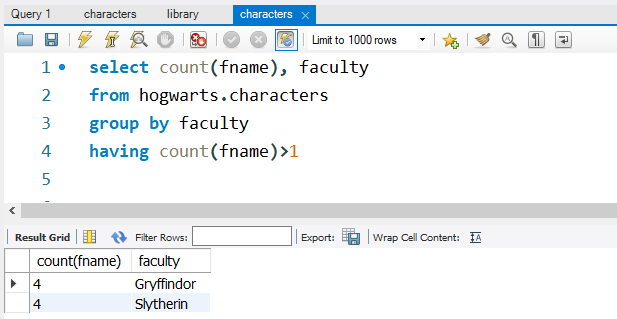 Query 1 characters library characters
Limit to 1000 rows
1 select count(fname), faculty
2 from hogwarts.characters
3 group by faculty
4 having count(fname)>1
5
Result Grid Filter Rows: Export: Wrap Cell Content: IA
count(fname) faculty
4 Gryffindor
4 Slytherin